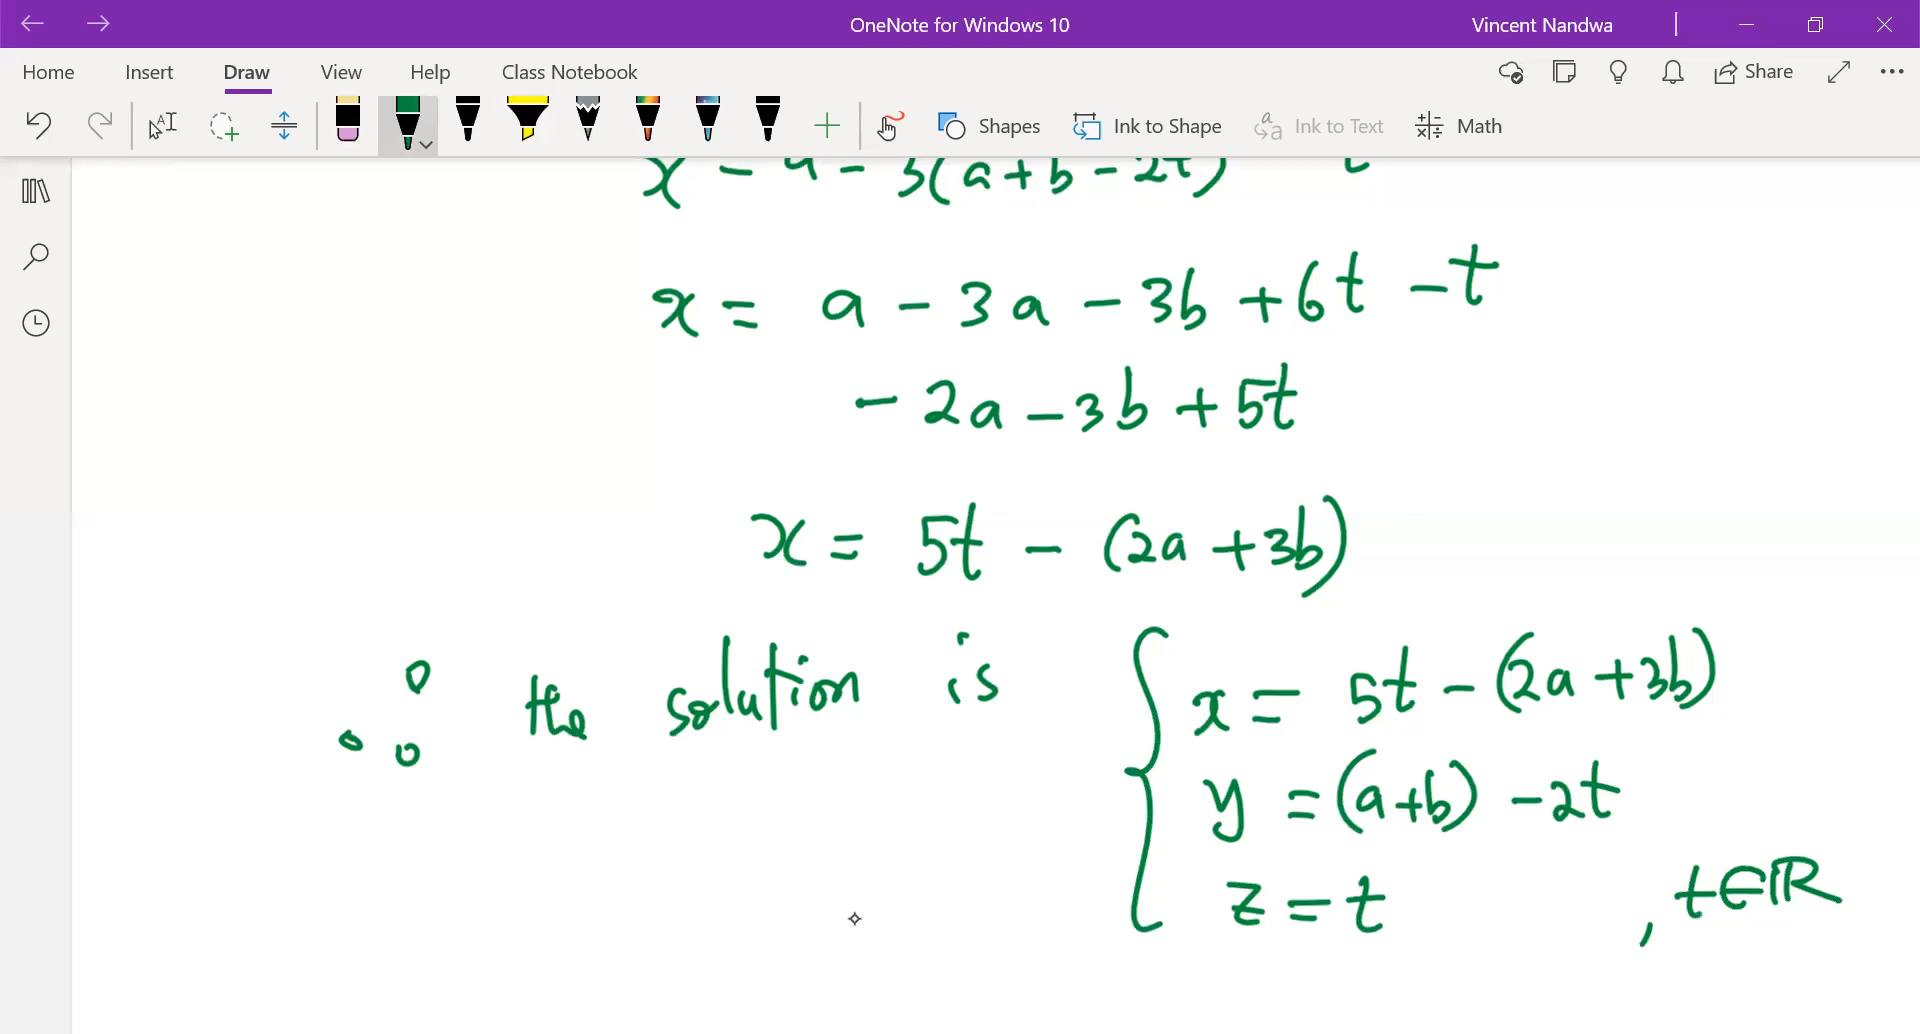 OneNote for Windows 10
Vincent Nandwa
Home Insert Draw View Help Class Notebook Share
Shapes Ink to Shape Ink to Text Math
x = a - 3(a + b - 2t) - t
x = a - 3a - 3b + 6t - t
- 2a - 3b + 5t
x = 5t - (2a + 3b)
∴ the solution is { x = 5t - (2a + 3b)
y = (a+b) - 2t
z = t , t∈ℝ